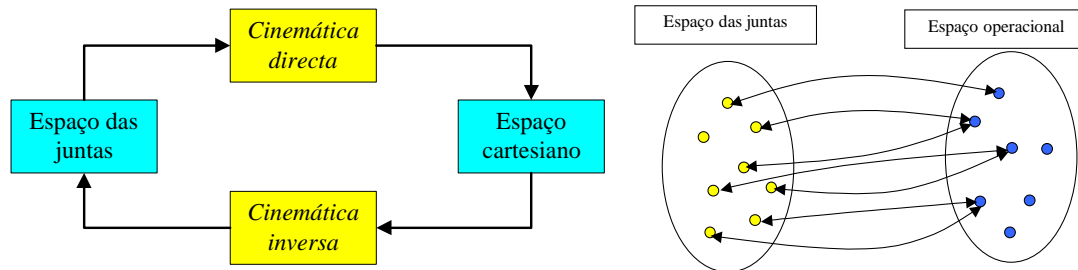 Cinemática
directa
Espaço das
juntas
Espaço
cartesiano
Cinemática
inversa
Espaço das juntas
Espaço operacional